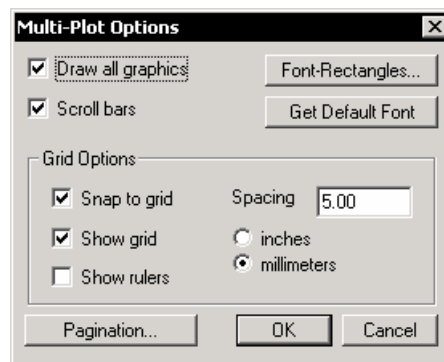 Multi-Plot Options
Draw all graphics
Font-Rectangles...
Scroll bars
Get Default Font
Grid Options
Snap to grid
Spacing 5.00
Show grid
inches
millimeters
Show rulers
Pagination...
OK
Cancel